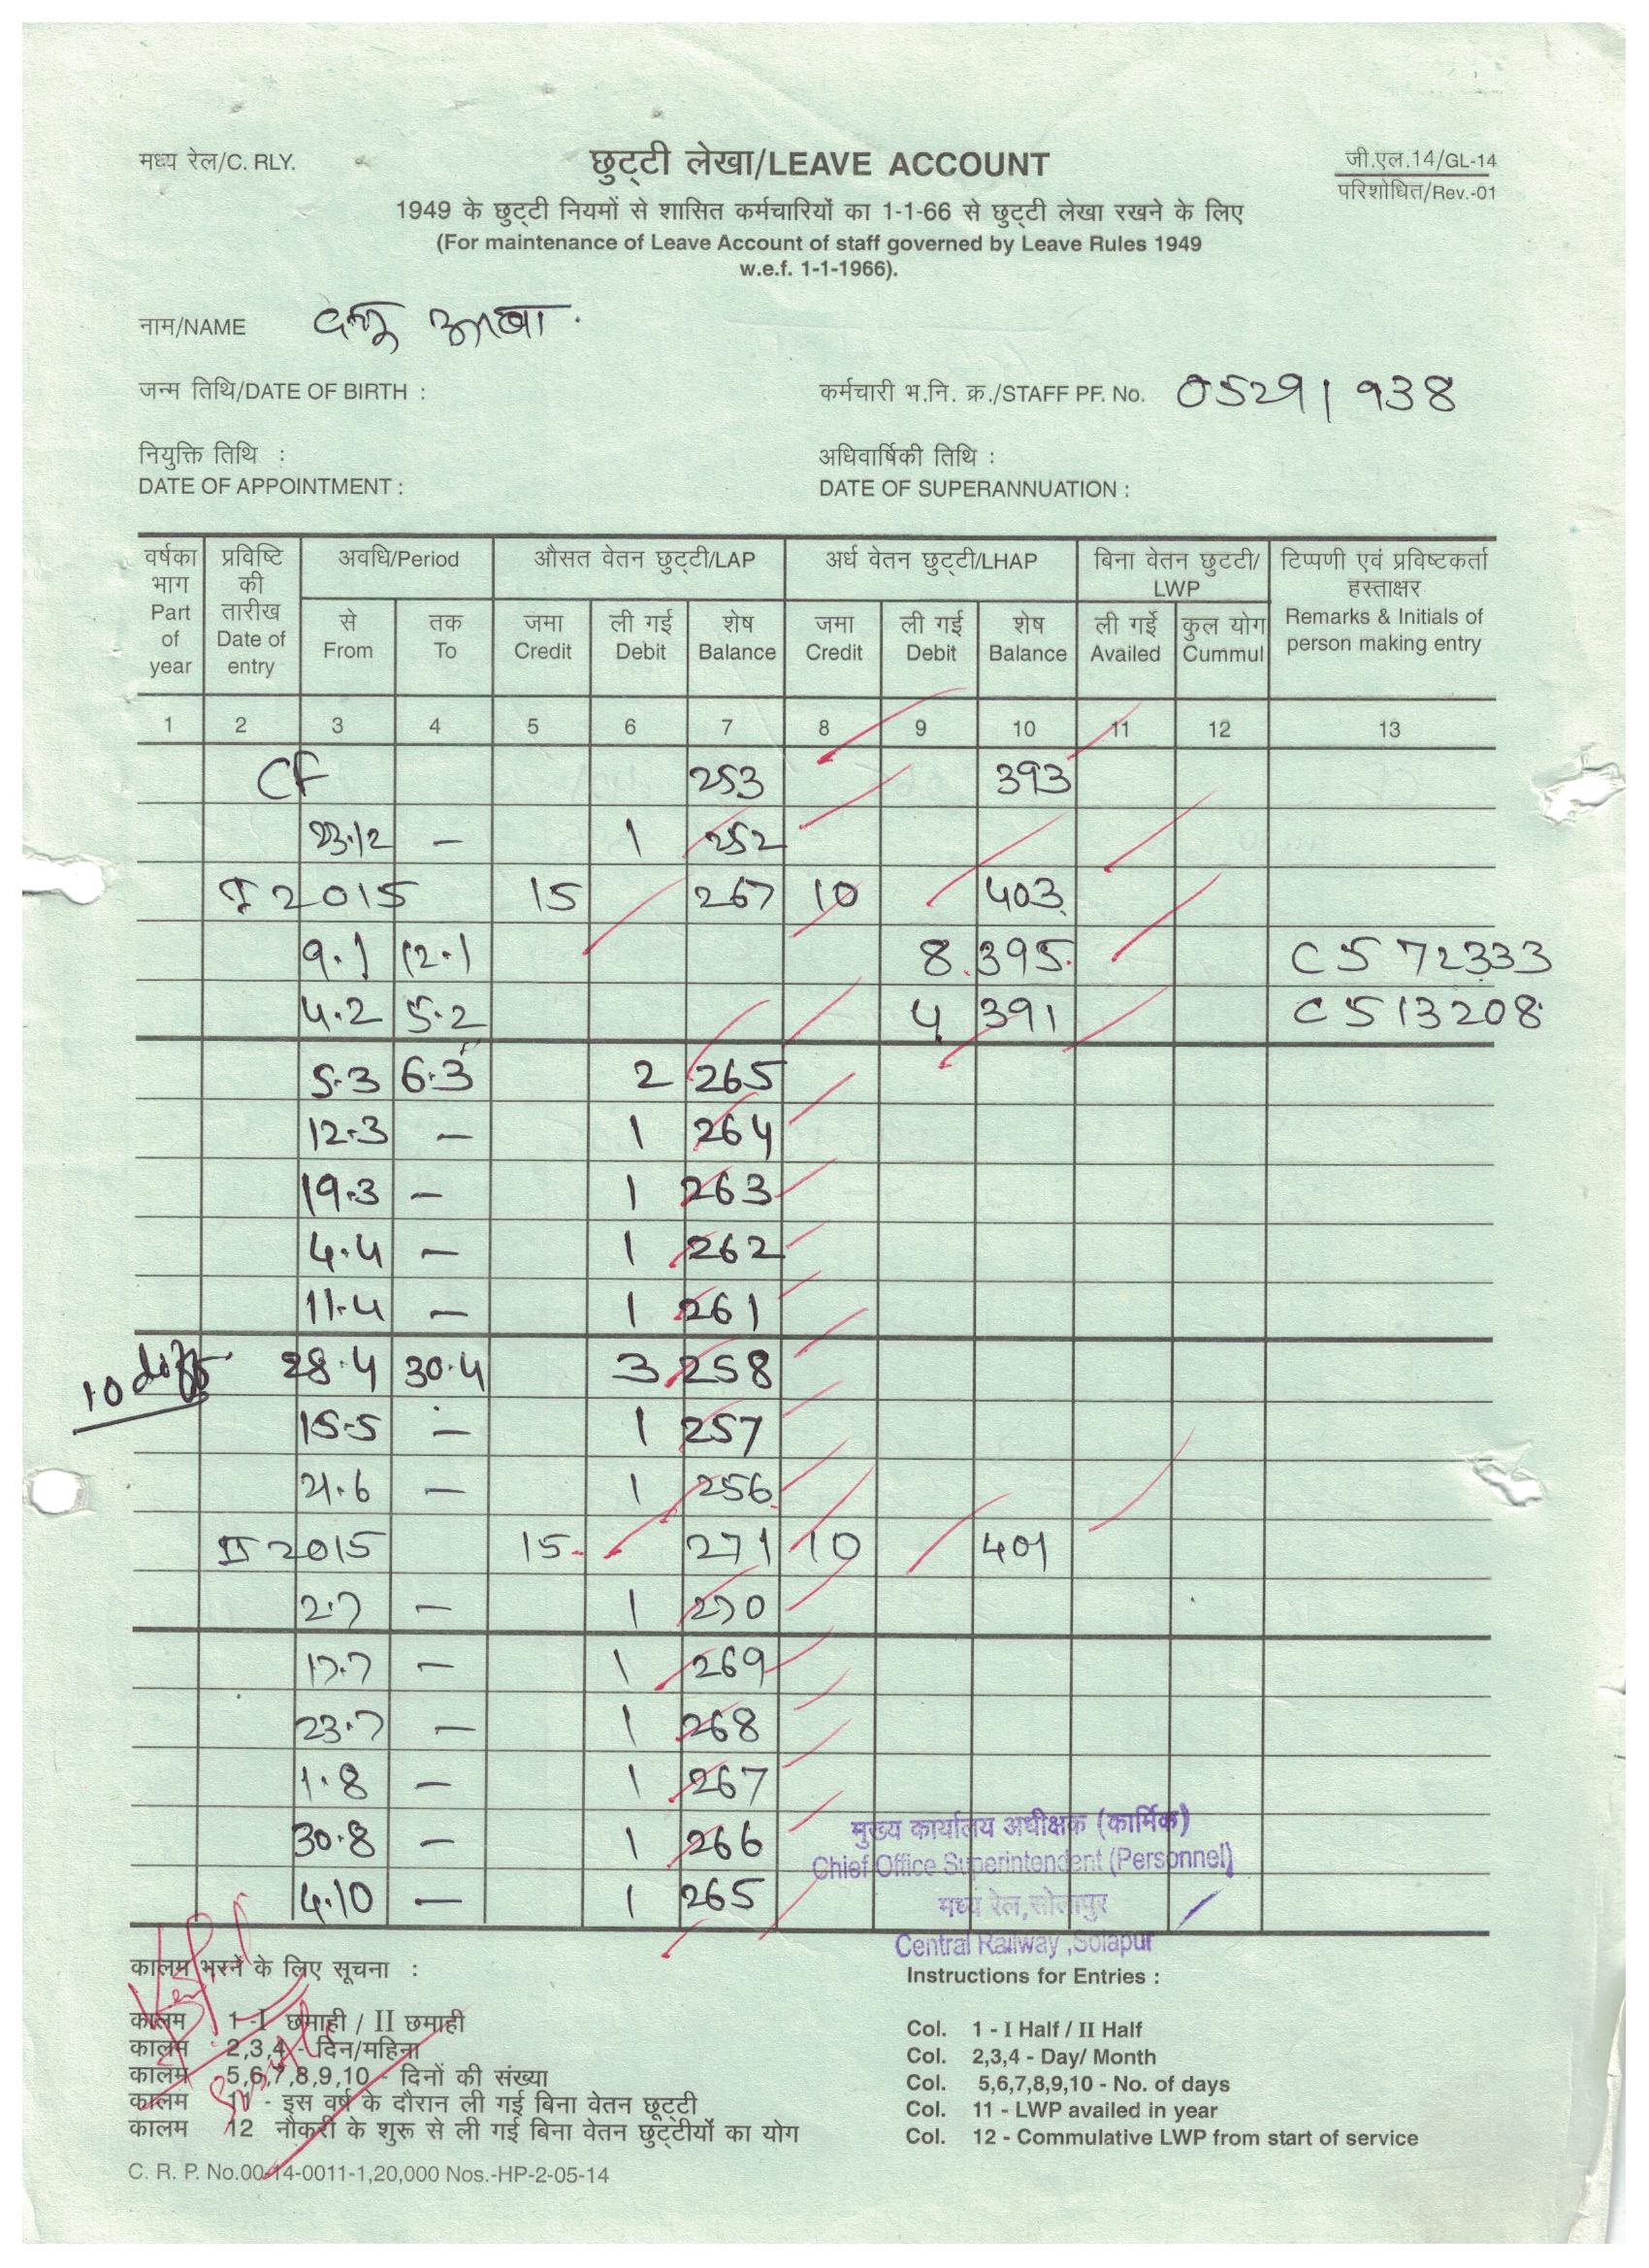 मध्य रेल/C. RLY.
छुट्टी लेखा/LEAVE ACCOUNT
जी.एल.14/GL-14
परिशोधित/Rev.-01
1949 के छुट्टी नियमों से शासित कर्मचारियों का 1-1-66 से छुट्टी लेखा रखने के लिए
(For maintenance of Leave Account of staff governed by Leave Rules 1949
w.e.f. 1-1-1966).
नाम/NAME
जन्म तिथि/DATE OF BIRTH :
कर्मचारी भ.नि. क्र./STAFF PF. No. 05291938
नियुक्ति तिथि :
DATE OF APPOINTMENT :
अधिवार्षिकी तिथि :
DATE OF SUPERANNUATION :
वर्षका भाग Part of year
प्रविष्टि की तारीख Date of entry
अवधि/Period
औसत वेतन छुट्टी/LAP
अर्ध वेतन छुट्टी/LHAP
बिना वेतन छुटटी/ LWP
टिप्पणी एवं प्रविष्टकर्ता हस्ताक्षर Remarks & Initials of person making entry
से From
तक To
जमा Credit
ली गई Debit
शेष Balance
जमा Credit
ली गई Debit
शेष Balance
ली गई Availed
कुल योग Cummul
1 2 3 4 5 6 7 8 9 10 11 12 13
CF 253 393
23.12 — 1 252
I 2015 15 267 10 403
9.1 12.1 8 395 C572333
4.2 5.2 4 391 C513208
5.3 6.3 2 265
12.3 — 1 264
19.3 — 1 263
4.4 — 1 262
11.4 — 1 261
10 diff 28.4 30.4 3 258
15.5 — 1 257
21.6 — 1 256
II 2015 15 271 10 401
2.7 — 1 270
17.7 — 1 269
23.7 — 1 268
1.8 — 1 267
30.8 — 1 266
4.10 — 1 265
मुख्य कार्यालय अधीक्षक (कार्मिक)
Chief Office Superintendent (Personnel)
मध्य रेल,सोलापुर
Central Railway ,Solapur
कालम भरने के लिए सूचना :
कालम 1-I छमाही / II छमाही
कालम 2,3,4 - दिन/महिना
कालम 5,6,7,8,9,10 - दिनों की संख्या
कालम 11 - इस वर्ष के दौरान ली गई बिना वेतन छूट्टी
कालम 12 नौकरी के शुरू से ली गई बिना वेतन छुट्टीयों का योग
Instructions for Entries :
Col. 1 - I Half / II Half
Col. 2,3,4 - Day/ Month
Col. 5,6,7,8,9,10 - No. of days
Col. 11 - LWP availed in year
Col. 12 - Commulative LWP from start of service
C. R. P. No.00-14-0011-1,20,000 Nos.-HP-2-05-14